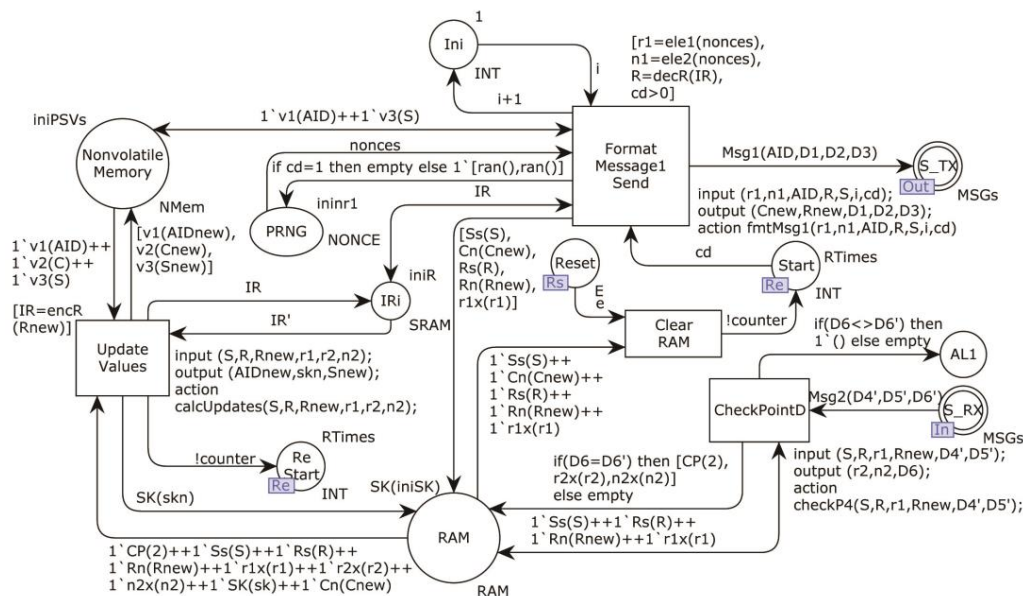 1
Ini
INT
i
i+1
[r1=ele1(nonces),
n1=ele2(nonces),
R=decR(IR),
cd>0]
iniPSVs
Nonvolatile
Memory
NMem
1`v1(AID)++1`v3(S)
nonces
if cd=1 then empty else 1`[ran(),ran()]
ininr1
PRNG
NONCE
IR
Format
Message1
Send
Msg1(AID,D1,D2,D3)
S_TX
Out
MSGs
input (r1,n1,AID,R,S,i,cd);
output (Cnew,Rnew,D1,D2,D3);
action fmtMsg1(r1,n1,AID,R,S,i,cd)
1`v1(AID)++
1`v2(C)++
1`v3(S)
[v1(AIDnew),
v2(Cnew),
v3(Snew)]
[IR=encR
(Rnew)]
IR
IR'
iniR
IRi
SRAM
[Ss(S),
Cn(Cnew),
Rs(R),
Rn(Rnew),
r1x(r1)]
Reset
Rs
E
e
cd
Start
Re
RTimes
INT
Clear
RAM
!counter
Update
Values
input (S,R,Rnew,r1,r2,n2);
output (AIDnew,skn,Snew);
action
calcUpdates(S,R,Rnew,r1,r2,n2);
1`Ss(S)++
1`Cn(Cnew)++
1`Rs(R)++
1`Rn(Rnew)++
1`r1x(r1)
if(D6<>D6') then
1`() else empty
AL1
CheckPointD
Msg2(D4',D5',D6')
S_RX
In
MSGs
input (S,R,r1,Rnew,D4',D5');
output (r2,n2,D6);
action
checkP4(S,R,r1,Rnew,D4',D5');
!counter
RTimes
Re
Start
Re
INT
SK(skn)
SK(iniSK)
if(D6=D6') then [CP(2),
r2x(r2),n2x(n2)]
else empty
RAM
RAM
1`Ss(S)++1`Rs(R)++
1`Rn(Rnew)++1`r1x(r1)
1`CP(2)++1`Ss(S)++1`Rs(R)++
1`Rn(Rnew)++1`r1x(r1)++1`r2x(r2)++
1`n2x(n2)++1`SK(sk)++1`Cn(Cnew)